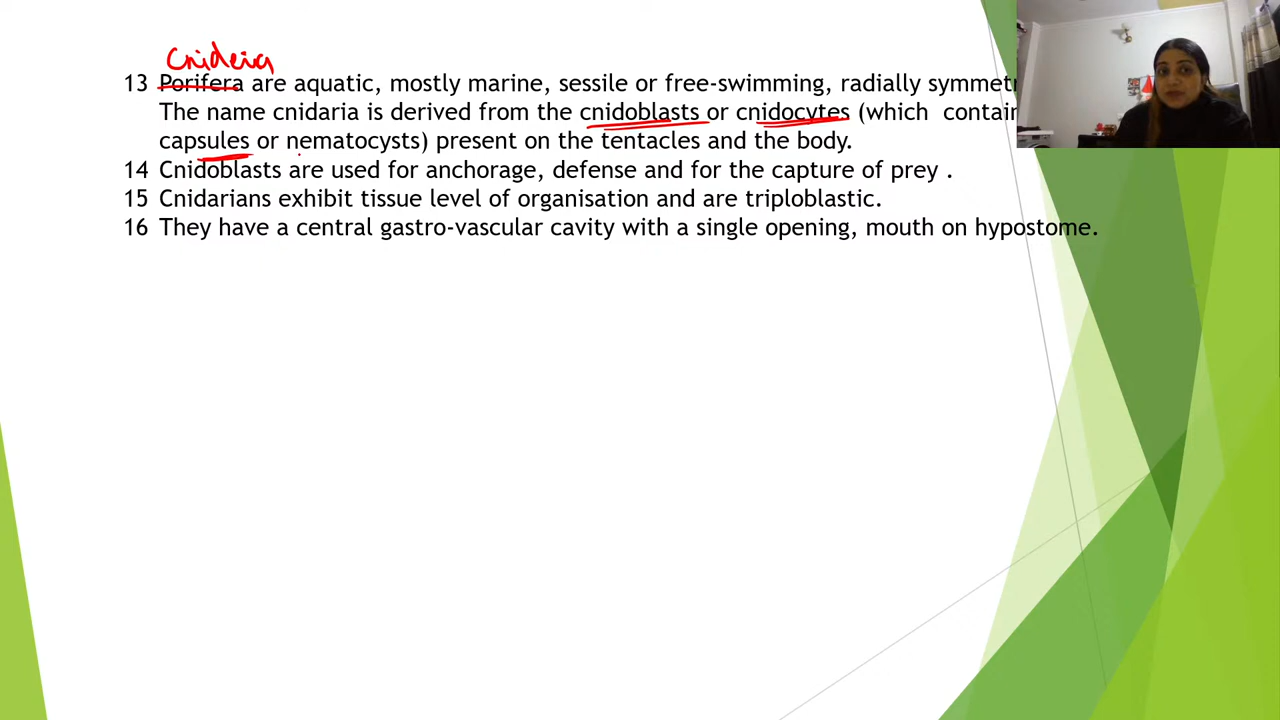 Cnideria
13 Porifera are aquatic, mostly marine, sessile or free-swimming, radially
The name cnidaria is derived from the cnidoblasts or cnidocytes (which
capsules or nematocysts) present on the tentacles and the body.
14 Cnidoblasts are used for anchorage, defense and for the capture of prey .
15 Cnidarians exhibit tissue level of organisation and are triploblastic.
16 They have a central gastro-vascular cavity with a single opening, mouth on hypostome.